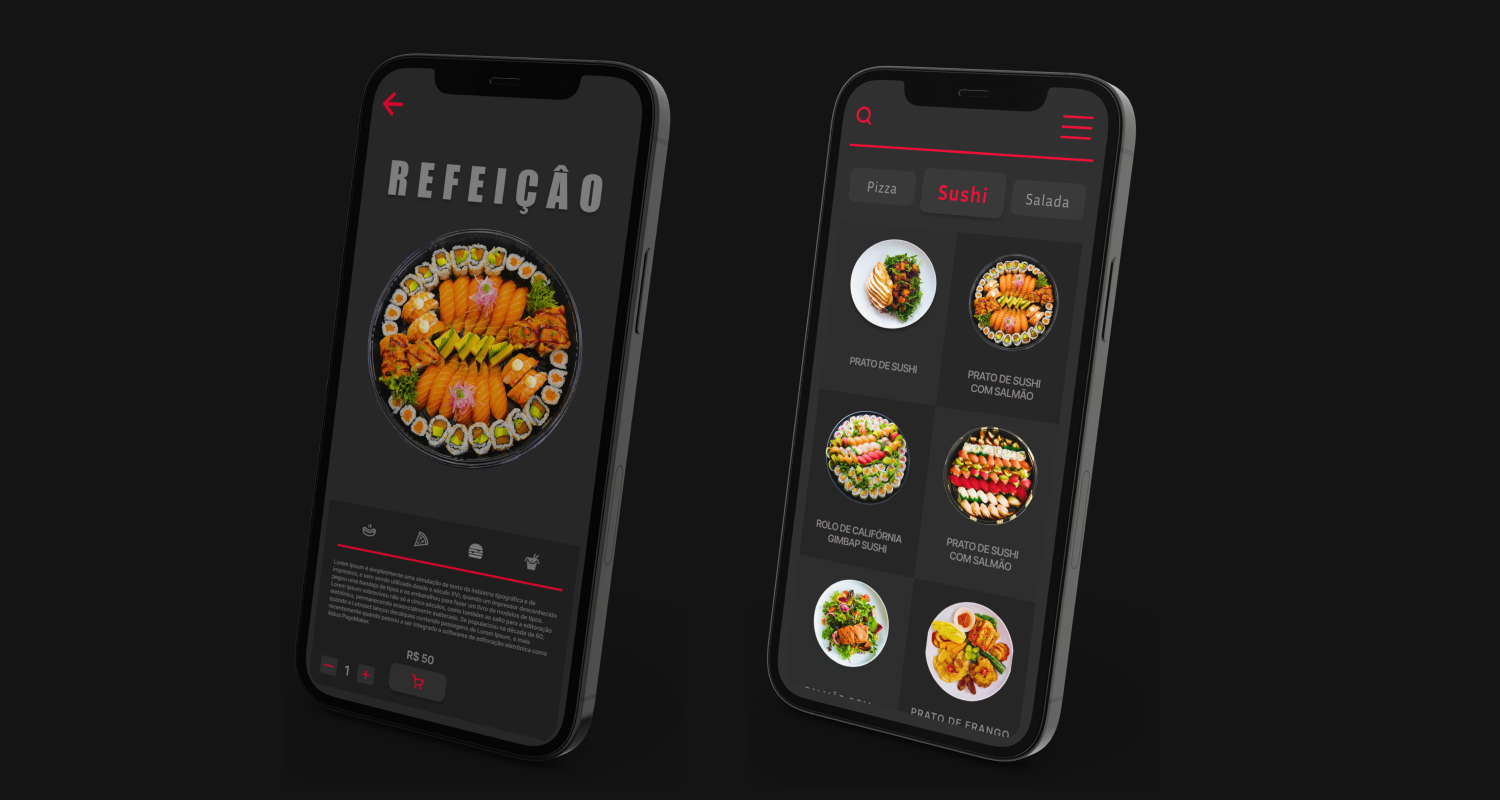 REFEIÇÂO
Lorem Ipsum é simplesmente uma simulação de texto da indústria tipográfica e de
impressos, e vem sendo utilizado desde o século XVI, quando um impressor desconhecido
pegou uma bandeja de tipos e os embaralhou para fazer um livro de modelos de tipos.
Lorem Ipsum sobreviveu não só a cinco séculos, como também ao salto para a editoração
eletrônica, permanecendo essencialmente inalterado. Se popularizou na década de 60,
quando a Letraset lançou decalques contendo passagens de Lorem Ipsum, e mais
recentemente quando passou a ser integrado a softwares de editoração eletrônica como
Aldus PageMaker.
R$ 50
1
Pizza
Sushi
Salada
PRATO DE SUSHI
PRATO DE SUSHI
COM SALMÃO
ROLO DE CALIFÓRNIA
GIMBAP SUSHI
PRATO DE SUSHI
COM SALMÃO
PRATO DE FRANGO